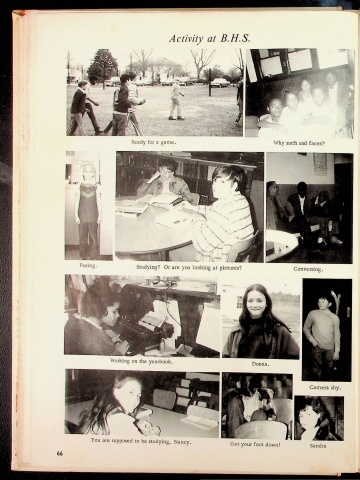 Activity at B.H.S.
Ready for a game.
Why such sad faces?
Posing.
Studying? Or are you looking at pictures?
Conversing.
Working on the yearbook.
Donna.
Camera shy.
You are supposed to be studying, Nancy.
Get your foot down!
Sandra
66